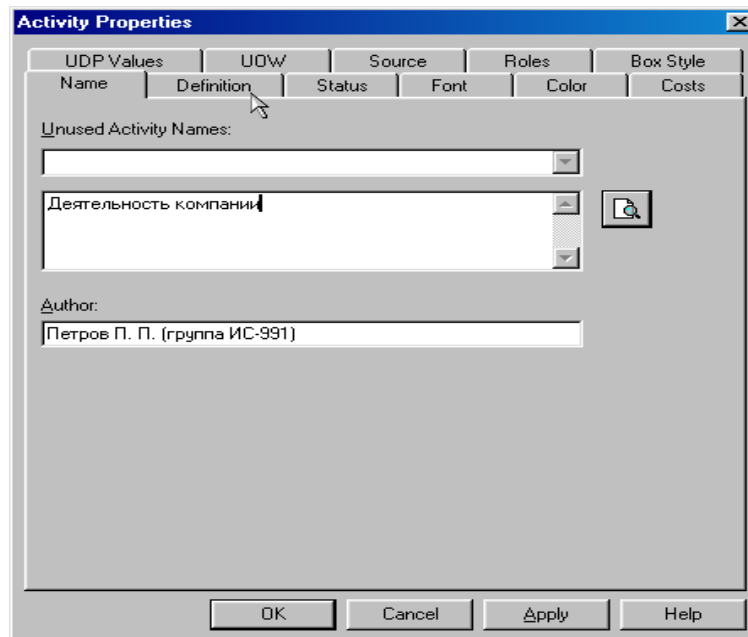 Activity Properties
UDP Values UOW Source Roles Box Style
Name Definition Status Font Color Costs
Unused Activity Names:
Деятельность компании
Author:
Петров П. П. (группа ИС-991)
OK Cancel Apply Help